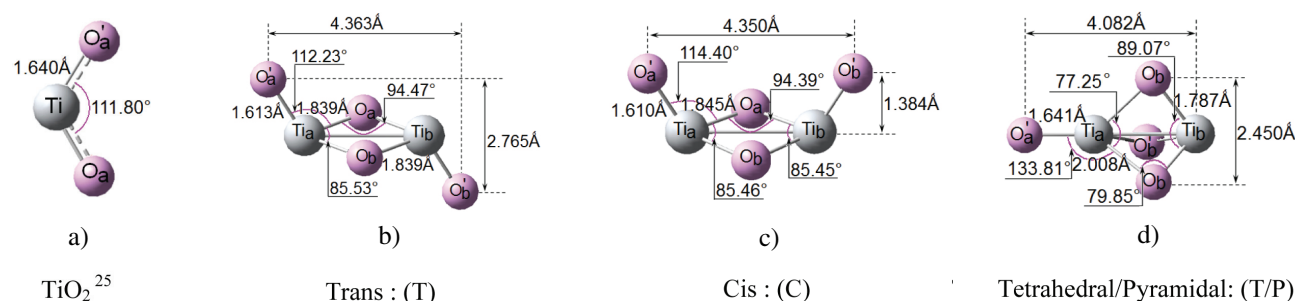 O'a
1.640Å
Ti
111.80°
Oa
a)
TiO2 25
4.363Å
112.23°
O'a
94.47°
1.613Å
1.839Å
Oa
Tia
Tib
2.765Å
Ob
1.839Å
O'b
85.53°
b)
Trans : (T)
4.350Å
114.40°
O'a
O'b
94.39°
1.610Å
1.845Å
Oa
1.384Å
Tia
Tib
Ob
85.45°
85.46°
c)
Cis : (C)
4.082Å
89.07°
77.25°
Ob
1.641Å
1.787Å
O'a
Tia
Tib
2.450Å
O'b
133.81°
2.008Å
Ob
79.85°
d)
Tetrahedral/Pyramidal: (T/P)